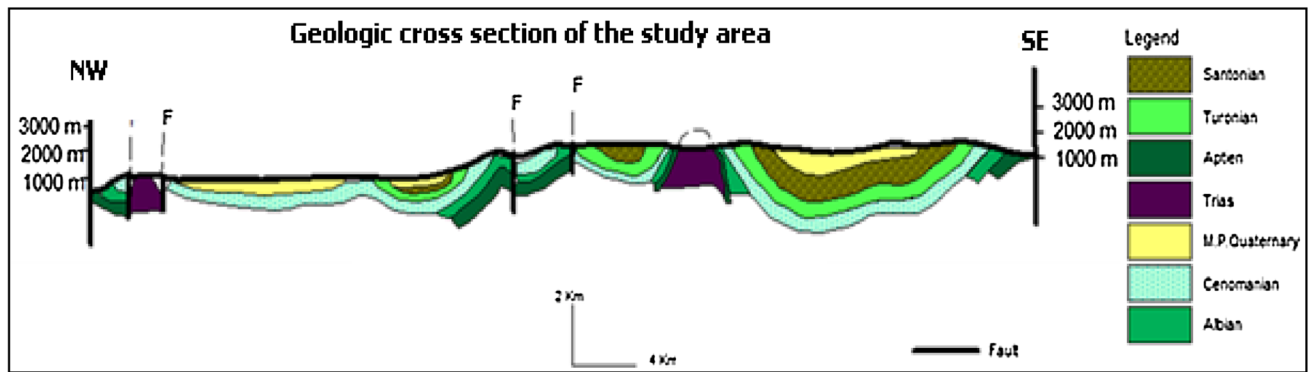 Geologic cross section of the study area
NW
SE
F
F
F
3000 m
2000 m
1000 m
3000 m
2000 m
1000 m
Legend
Santonian
Turonian
Apten
Trias
M.P.Quaternary
Cenomanian
Albian
2 Km
4 Km
Faut